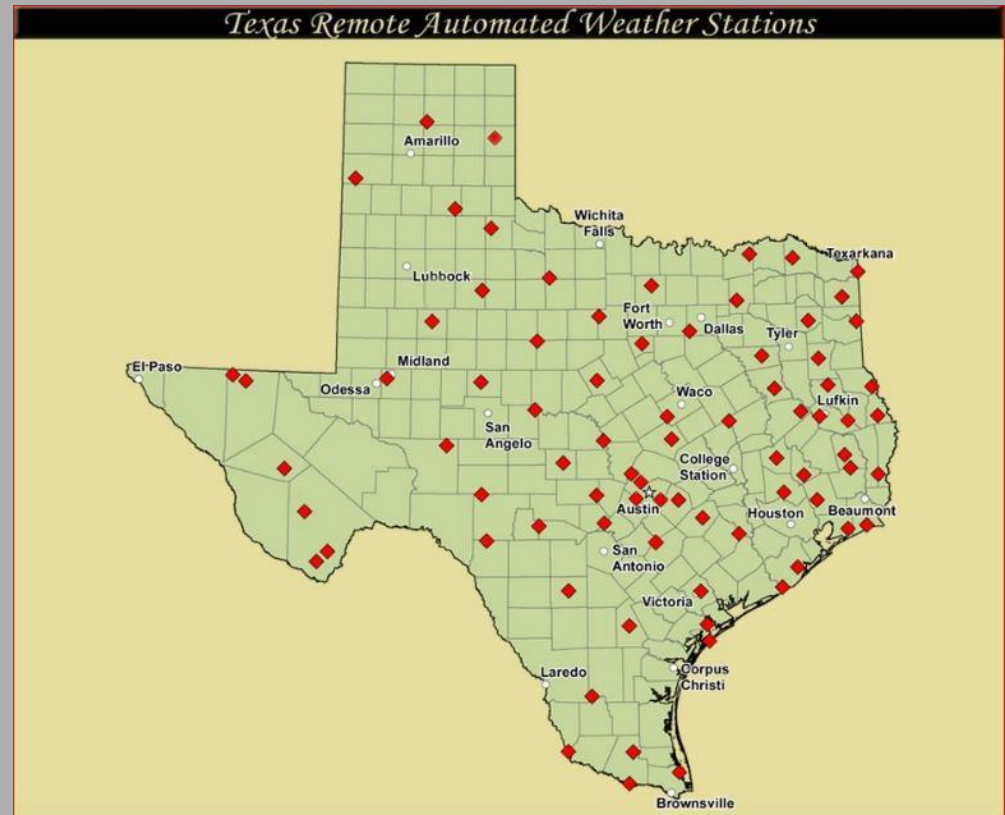 Texas Remote Automated Weather Stations
Amarillo
Wichita
Falls
Texarkana
Lubbock
Fort
Worth
Dallas
Tyler
El Paso
Midland
Odessa
Waco
Lufkin
San
Angelo
College
Station
Austin
Houston
Beaumont
San
Antonio
Victoria
Laredo
Corpus
Christi
Brownsville